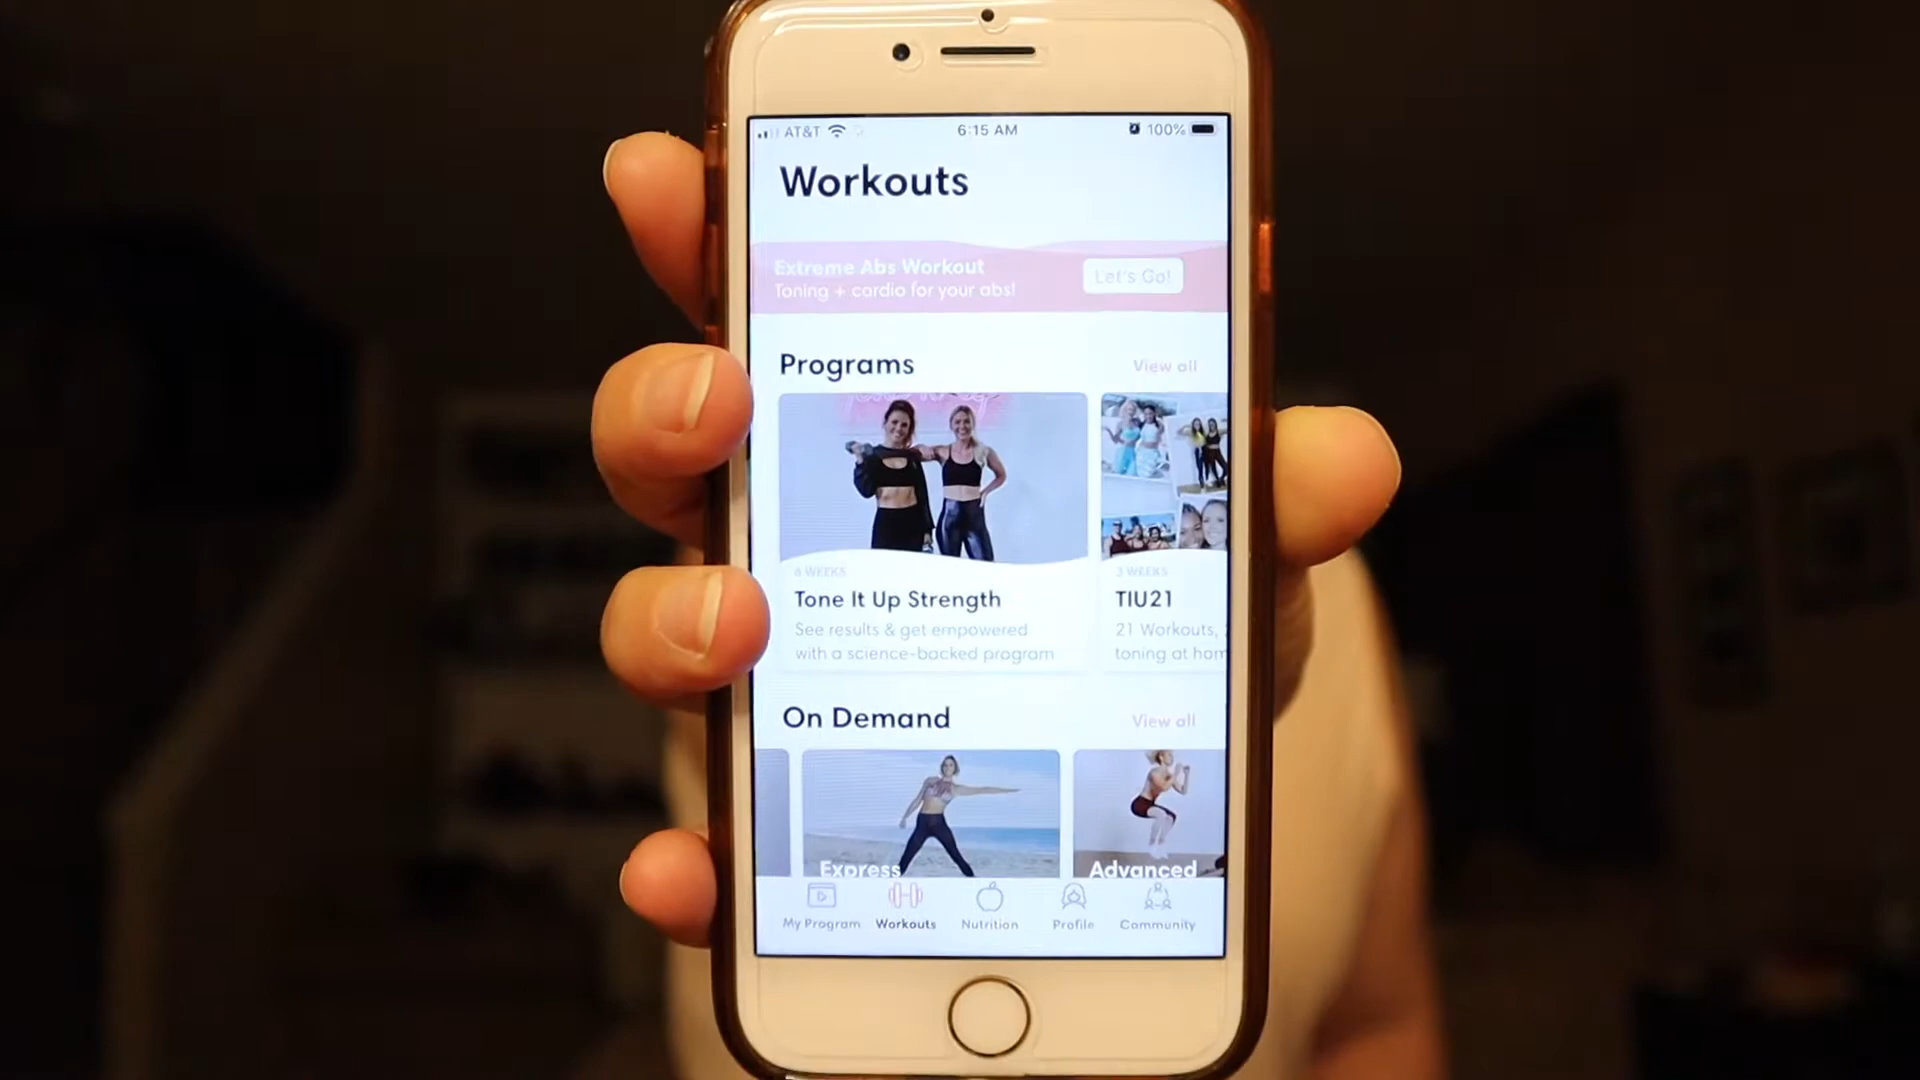 AT&T 6:15 AM 100%
Workouts
Extreme Abs Workout
Toning + cardio for your abs!
Let's Go!
Programs View all
6 WEEKS
Tone It Up Strength
See results & get empowered
with a science-backed program
3 WEEKS
TIU21
21 Workouts,
toning at hom
On Demand View all
Express
Advanced
My Program Workouts Nutrition Profile Community